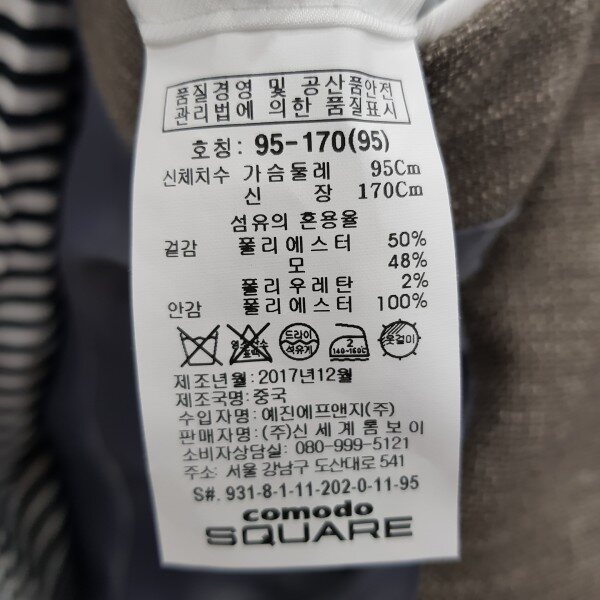 품질경영 및 공산품안전
관리법에 의한 품질표시
호칭: 95-170(95)
신체치수 가슴둘레 95Cm
신 장 170Cm
섬유의 혼용율
겉감 폴리에스터 50%
모 48%
폴리우레탄 2%
안감 폴리에스터 100%
드라이 석유계 2 140-160℃ 옷걸이
제조년월: 2017년12월
제조국명: 중국
수입자명: 예진에프앤지(주)
판매자명: (주)신세계톰보이
소비자상담실: 080-999-5121
주소: 서울 강남구 도산대로 541
S#. 931-8-1-11-202-0-11-95
comodo
SQUARE